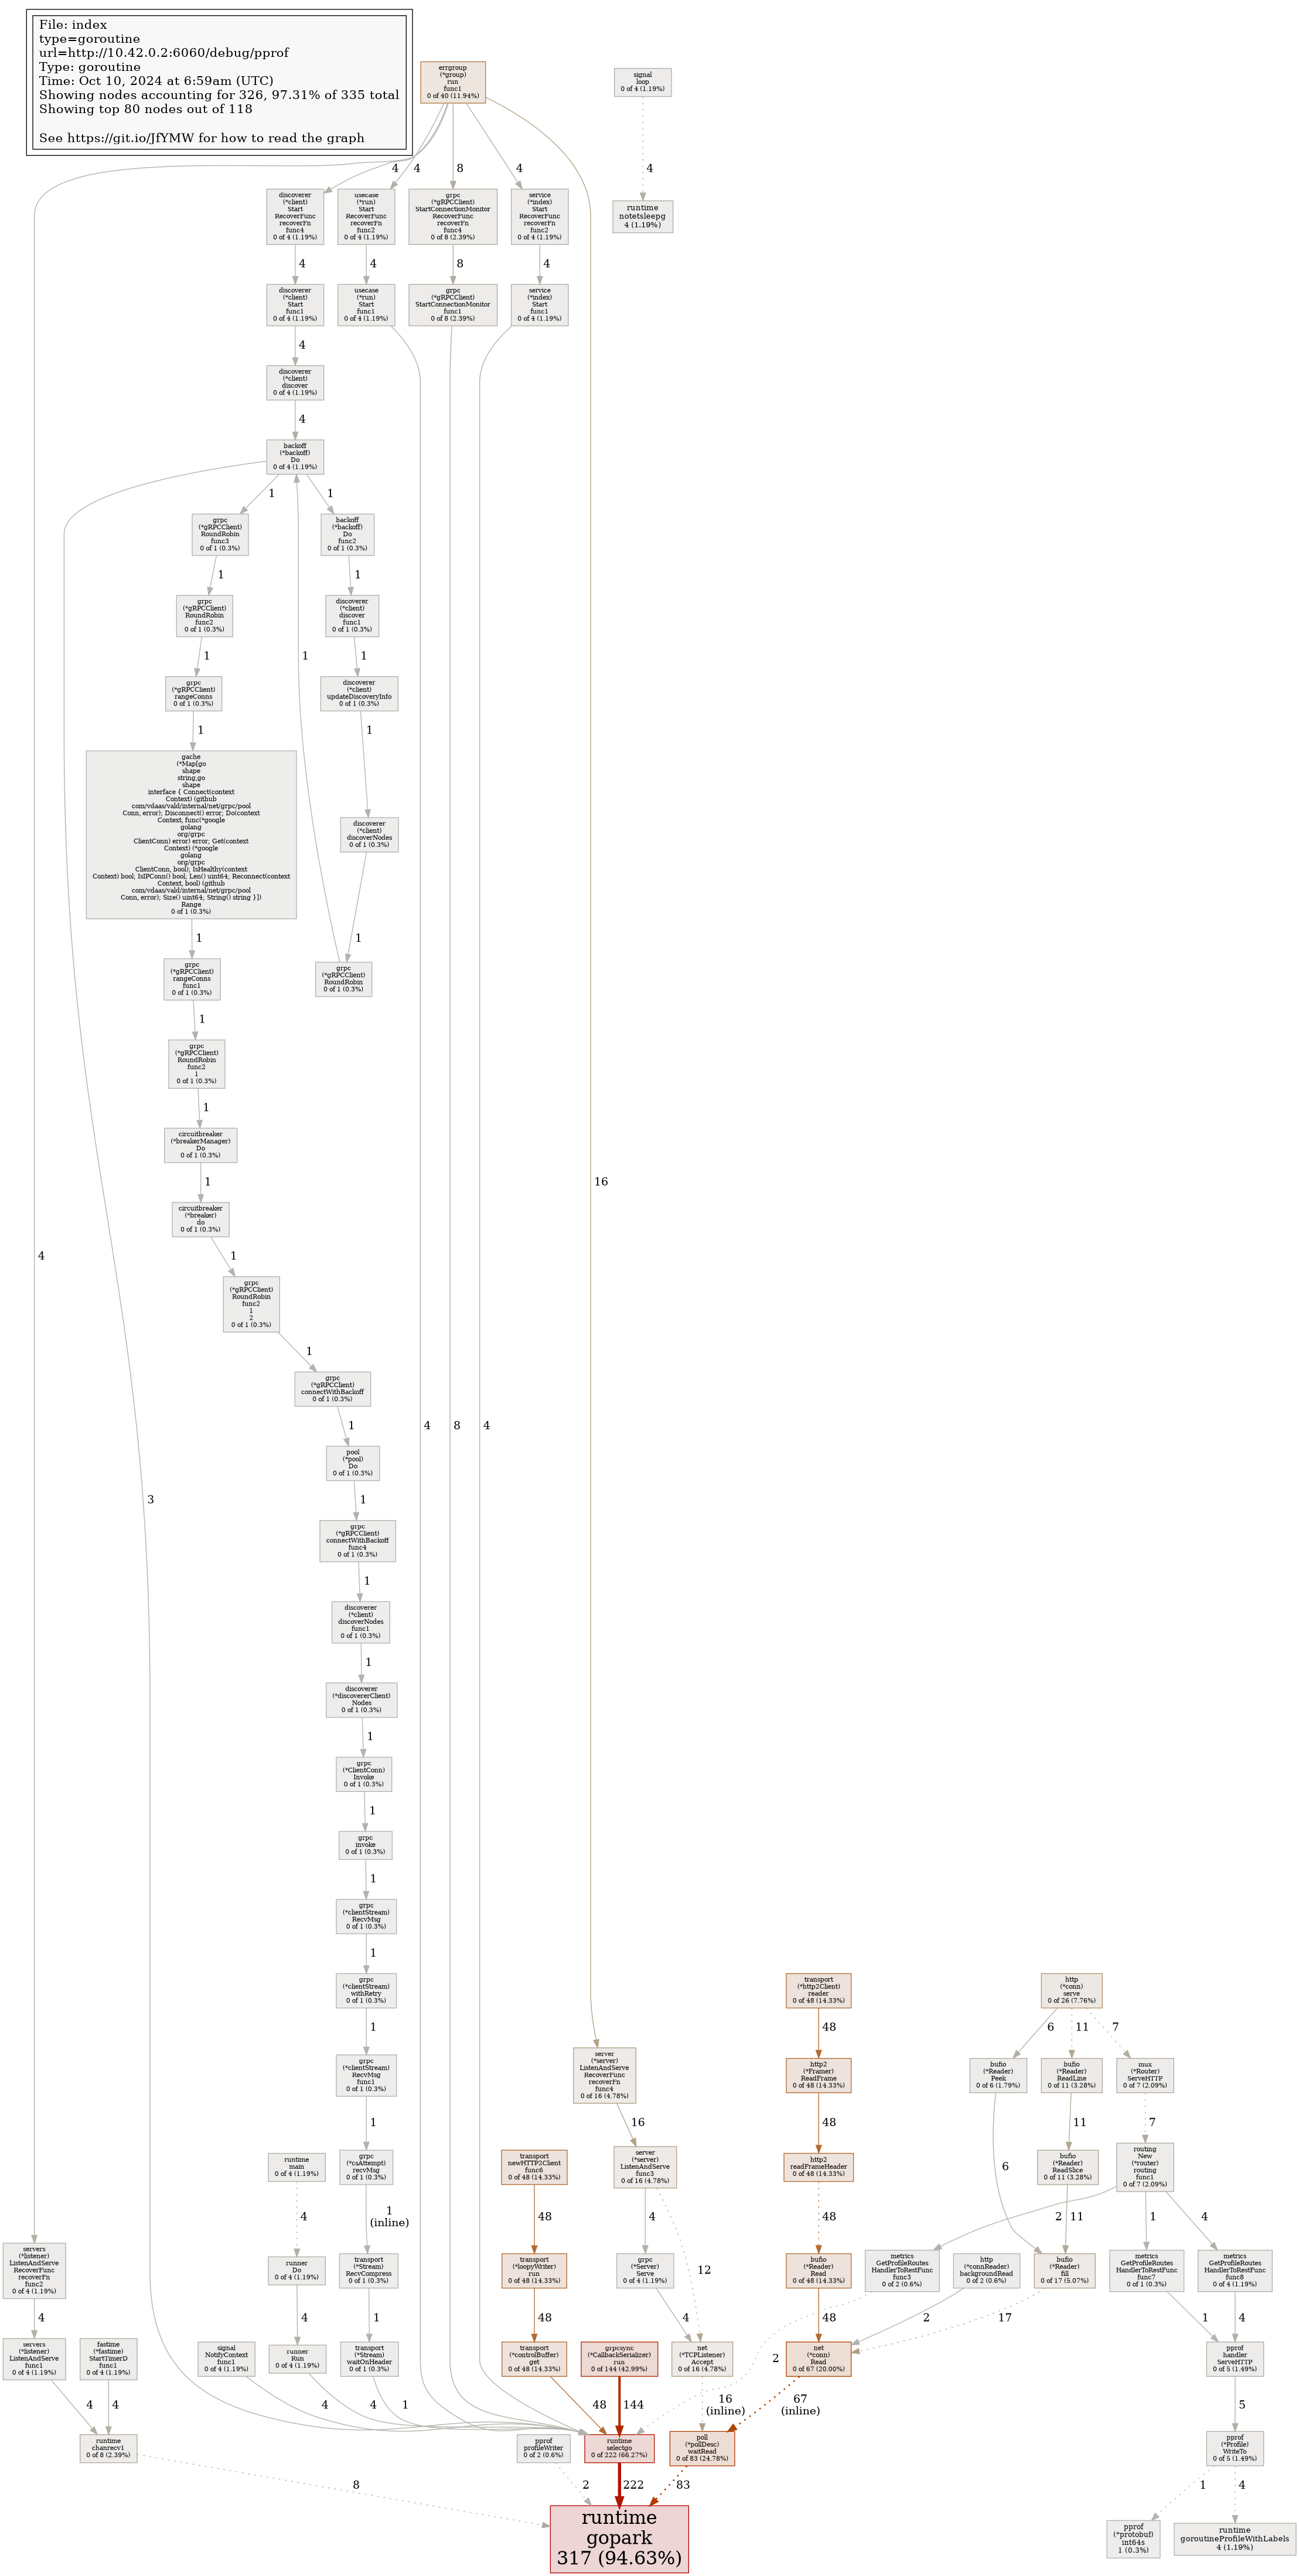 File: index
type=goroutine
url=http://10.42.0.2:6060/debug/pprof
Type: goroutine
Time: Oct 10, 2024 at 6:59am (UTC)
Showing nodes accounting for 326, 97.31% of 335 total
Showing top 80 nodes out of 118
See https://git.io/JfYMW for how to read the graph
errgroup
(*group)
run
func1
0 of 40 (11.94%)
signal
loop
0 of 4 (1.19%)
4
4
8
4
4
discoverer
(*client)
Start
RecoverFunc
recoverFn
func4
0 of 4 (1.19%)
usecase
(*run)
Start
RecoverFunc
recoverFn
func2
0 of 4 (1.19%)
grpc
(*gRPCClient)
StartConnectionMonitor
RecoverFunc
recoverFn
func4
0 of 8 (2.39%)
service
(*index)
Start
RecoverFunc
recoverFn
func2
0 of 4 (1.19%)
runtime
notetsleepg
4 (1.19%)
4
4
8
4
discoverer
(*client)
Start
func1
0 of 4 (1.19%)
usecase
(*run)
Start
func1
0 of 4 (1.19%)
grpc
(*gRPCClient)
StartConnectionMonitor
func1
0 of 8 (2.39%)
service
(*index)
Start
func1
0 of 4 (1.19%)
4
discoverer
(*client)
discover
0 of 4 (1.19%)
4
backoff
(*backoff)
Do
0 of 4 (1.19%)
1
1
grpc
(*gRPCClient)
RoundRobin
func3
0 of 1 (0.3%)
backoff
(*backoff)
Do
func2
0 of 1 (0.3%)
1
1
grpc
(*gRPCClient)
RoundRobin
func2
0 of 1 (0.3%)
discoverer
(*client)
discover
func1
0 of 1 (0.3%)
1
1
1
grpc
(*gRPCClient)
rangeConns
0 of 1 (0.3%)
discoverer
(*client)
updateDiscoveryInfo
0 of 1 (0.3%)
1
1
gache
(*Map[go
shape
string,go
shape
interface { Connect(context
Context) (github
com/vdaas/vald/internal/net/grpc/pool
Conn, error); Disconnect() error; Do(context
Context, func(*google
golang
org/grpc
ClientConn) error) error; Get(context
Context) (*google
golang
org/grpc
ClientConn, bool); IsHealthy(context
Context) bool; IsIPConn() bool; Len() uint64; Reconnect(context
Context, bool) (github
com/vdaas/vald/internal/net/grpc/pool
Conn, error); Size() uint64; String() string }])
Range
0 of 1 (0.3%)
discoverer
(*client)
discoverNodes
0 of 1 (0.3%)
1
1
grpc
(*gRPCClient)
rangeConns
func1
0 of 1 (0.3%)
grpc
(*gRPCClient)
RoundRobin
0 of 1 (0.3%)
1
grpc
(*gRPCClient)
RoundRobin
func2
1
0 of 1 (0.3%)
1
circuitbreaker
(*breakerManager)
Do
0 of 1 (0.3%)
1
16
circuitbreaker
(*breaker)
do
0 of 1 (0.3%)
4
1
grpc
(*gRPCClient)
RoundRobin
func2
1
2
0 of 1 (0.3%)
1
grpc
(*gRPCClient)
connectWithBackoff
0 of 1 (0.3%)
1
4
8
4
pool
(*pool)
Do
0 of 1 (0.3%)
3
1
grpc
(*gRPCClient)
connectWithBackoff
func4
0 of 1 (0.3%)
1
discoverer
(*client)
discoverNodes
func1
0 of 1 (0.3%)
1
discoverer
(*discovererClient)
Nodes
0 of 1 (0.3%)
1
grpc
(*ClientConn)
Invoke
0 of 1 (0.3%)
1
grpc
invoke
0 of 1 (0.3%)
1
grpc
(*clientStream)
RecvMsg
0 of 1 (0.3%)
1
grpc
(*clientStream)
withRetry
0 of 1 (0.3%)
transport
(*http2Client)
reader
0 of 48 (14.33%)
http
(*conn)
serve
0 of 26 (7.76%)
1
48
6
11
7
grpc
(*clientStream)
RecvMsg
func1
0 of 1 (0.3%)
server
(*server)
ListenAndServe
RecoverFunc
recoverFn
func4
0 of 16 (4.78%)
http2
(*Framer)
ReadFrame
0 of 48 (14.33%)
bufio
(*Reader)
Peek
0 of 6 (1.79%)
bufio
(*Reader)
ReadLine
0 of 11 (3.28%)
mux
(*Router)
ServeHTTP
0 of 7 (2.09%)
1
16
48
11
7
runtime
main
0 of 4 (1.19%)
grpc
(*csAttempt)
recvMsg
0 of 1 (0.3%)
transport
newHTTP2Client
func6
0 of 48 (14.33%)
server
(*server)
ListenAndServe
func3
0 of 16 (4.78%)
http2
readFrameHeader
0 of 48 (14.33%)
bufio
(*Reader)
ReadSlice
0 of 11 (3.28%)
routing
New
(*router)
routing
func1
0 of 7 (2.09%)
6
4
1
(inline)
48
4
48
2
11
1
4
servers
(*listener)
ListenAndServe
RecoverFunc
recoverFn
func2
0 of 4 (1.19%)
runner
Do
0 of 4 (1.19%)
transport
(*Stream)
RecvCompress
0 of 1 (0.3%)
transport
(*loopyWriter)
run
0 of 48 (14.33%)
grpc
(*Server)
Serve
0 of 4 (1.19%)
12
bufio
(*Reader)
Read
0 of 48 (14.33%)
metrics
GetProfileRoutes
HandlerToRestFunc
func3
0 of 2 (0.6%)
http
(*connReader)
backgroundRead
0 of 2 (0.6%)
bufio
(*Reader)
fill
0 of 17 (5.07%)
metrics
GetProfileRoutes
HandlerToRestFunc
func7
0 of 1 (0.3%)
metrics
GetProfileRoutes
HandlerToRestFunc
func8
0 of 4 (1.19%)
4
4
1
48
4
48
2
17
1
4
servers
(*listener)
ListenAndServe
func1
0 of 4 (1.19%)
fastime
(*fastime)
StartTimerD
func1
0 of 4 (1.19%)
signal
NotifyContext
func1
0 of 4 (1.19%)
runner
Run
0 of 4 (1.19%)
transport
(*Stream)
waitOnHeader
0 of 1 (0.3%)
transport
(*controlBuffer)
get
0 of 48 (14.33%)
grpcsync
(*CallbackSerializer)
run
0 of 144 (42.99%)
net
(*TCPListener)
Accept
0 of 16 (4.78%)
2
net
(*conn)
Read
0 of 67 (20.00%)
pprof
handler
ServeHTTP
0 of 5 (1.49%)
4
4
4
4
1
48
144
16
(inline)
67
(inline)
5
runtime
chanrecv1
0 of 8 (2.39%)
pprof
profileWriter
0 of 2 (0.6%)
runtime
selectgo
0 of 222 (66.27%)
poll
(*pollDesc)
waitRead
0 of 83 (24.78%)
pprof
(*Profile)
WriteTo
0 of 5 (1.49%)
8
2
222
83
1
4
runtime
gopark
317 (94.63%)
pprof
(*protobuf)
int64s
1 (0.3%)
runtime
goroutineProfileWithLabels
4 (1.19%)